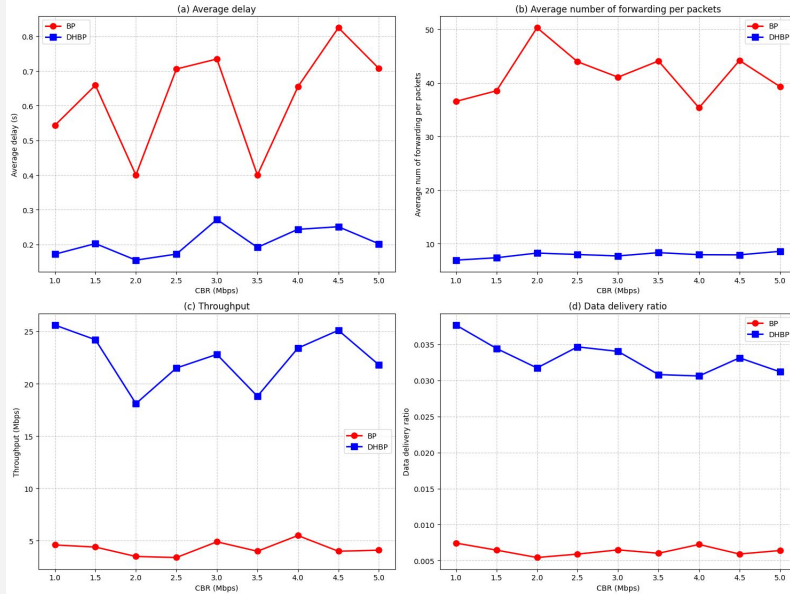 (a) Average delay
BP
DHBP
0.8
0.7
0.6
0.5
0.4
0.3
0.2
Average delay (s)
1.0 1.5 2.0 2.5 3.0 3.5 4.0 4.5 5.0
CBR (Mbps)
(b) Average number of forwarding per packets
BP
DHBP
50
40
30
20
10
Average num of forwarding per packets
1.0 1.5 2.0 2.5 3.0 3.5 4.0 4.5 5.0
CBR (Mbps)
(c) Throughput
25
20
15
10
5
Throughput (Mbps)
BP
DHBP
1.0 1.5 2.0 2.5 3.0 3.5 4.0 4.5 5.0
CBR (Mbps)
(d) Data delivery ratio
BP
DHBP
0.035
0.030
0.025
0.020
0.015
0.010
0.005
Data delivery ratio
1.0 1.5 2.0 2.5 3.0 3.5 4.0 4.5 5.0
CBR (Mbps)